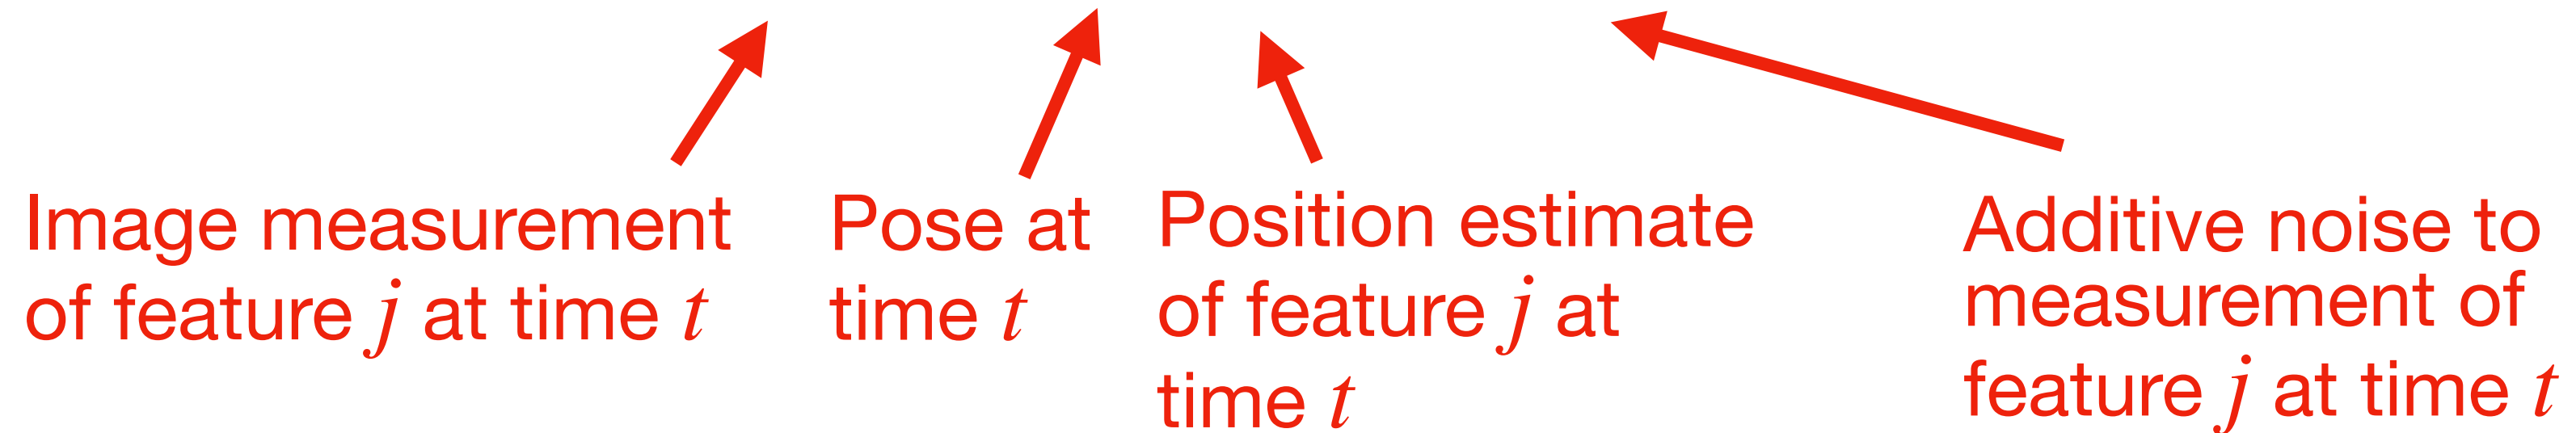 Image measurement
of feature j at time t
Pose at
time t
Position estimate
of feature j at
time t
Additive noise to
measurement of
feature j at time t